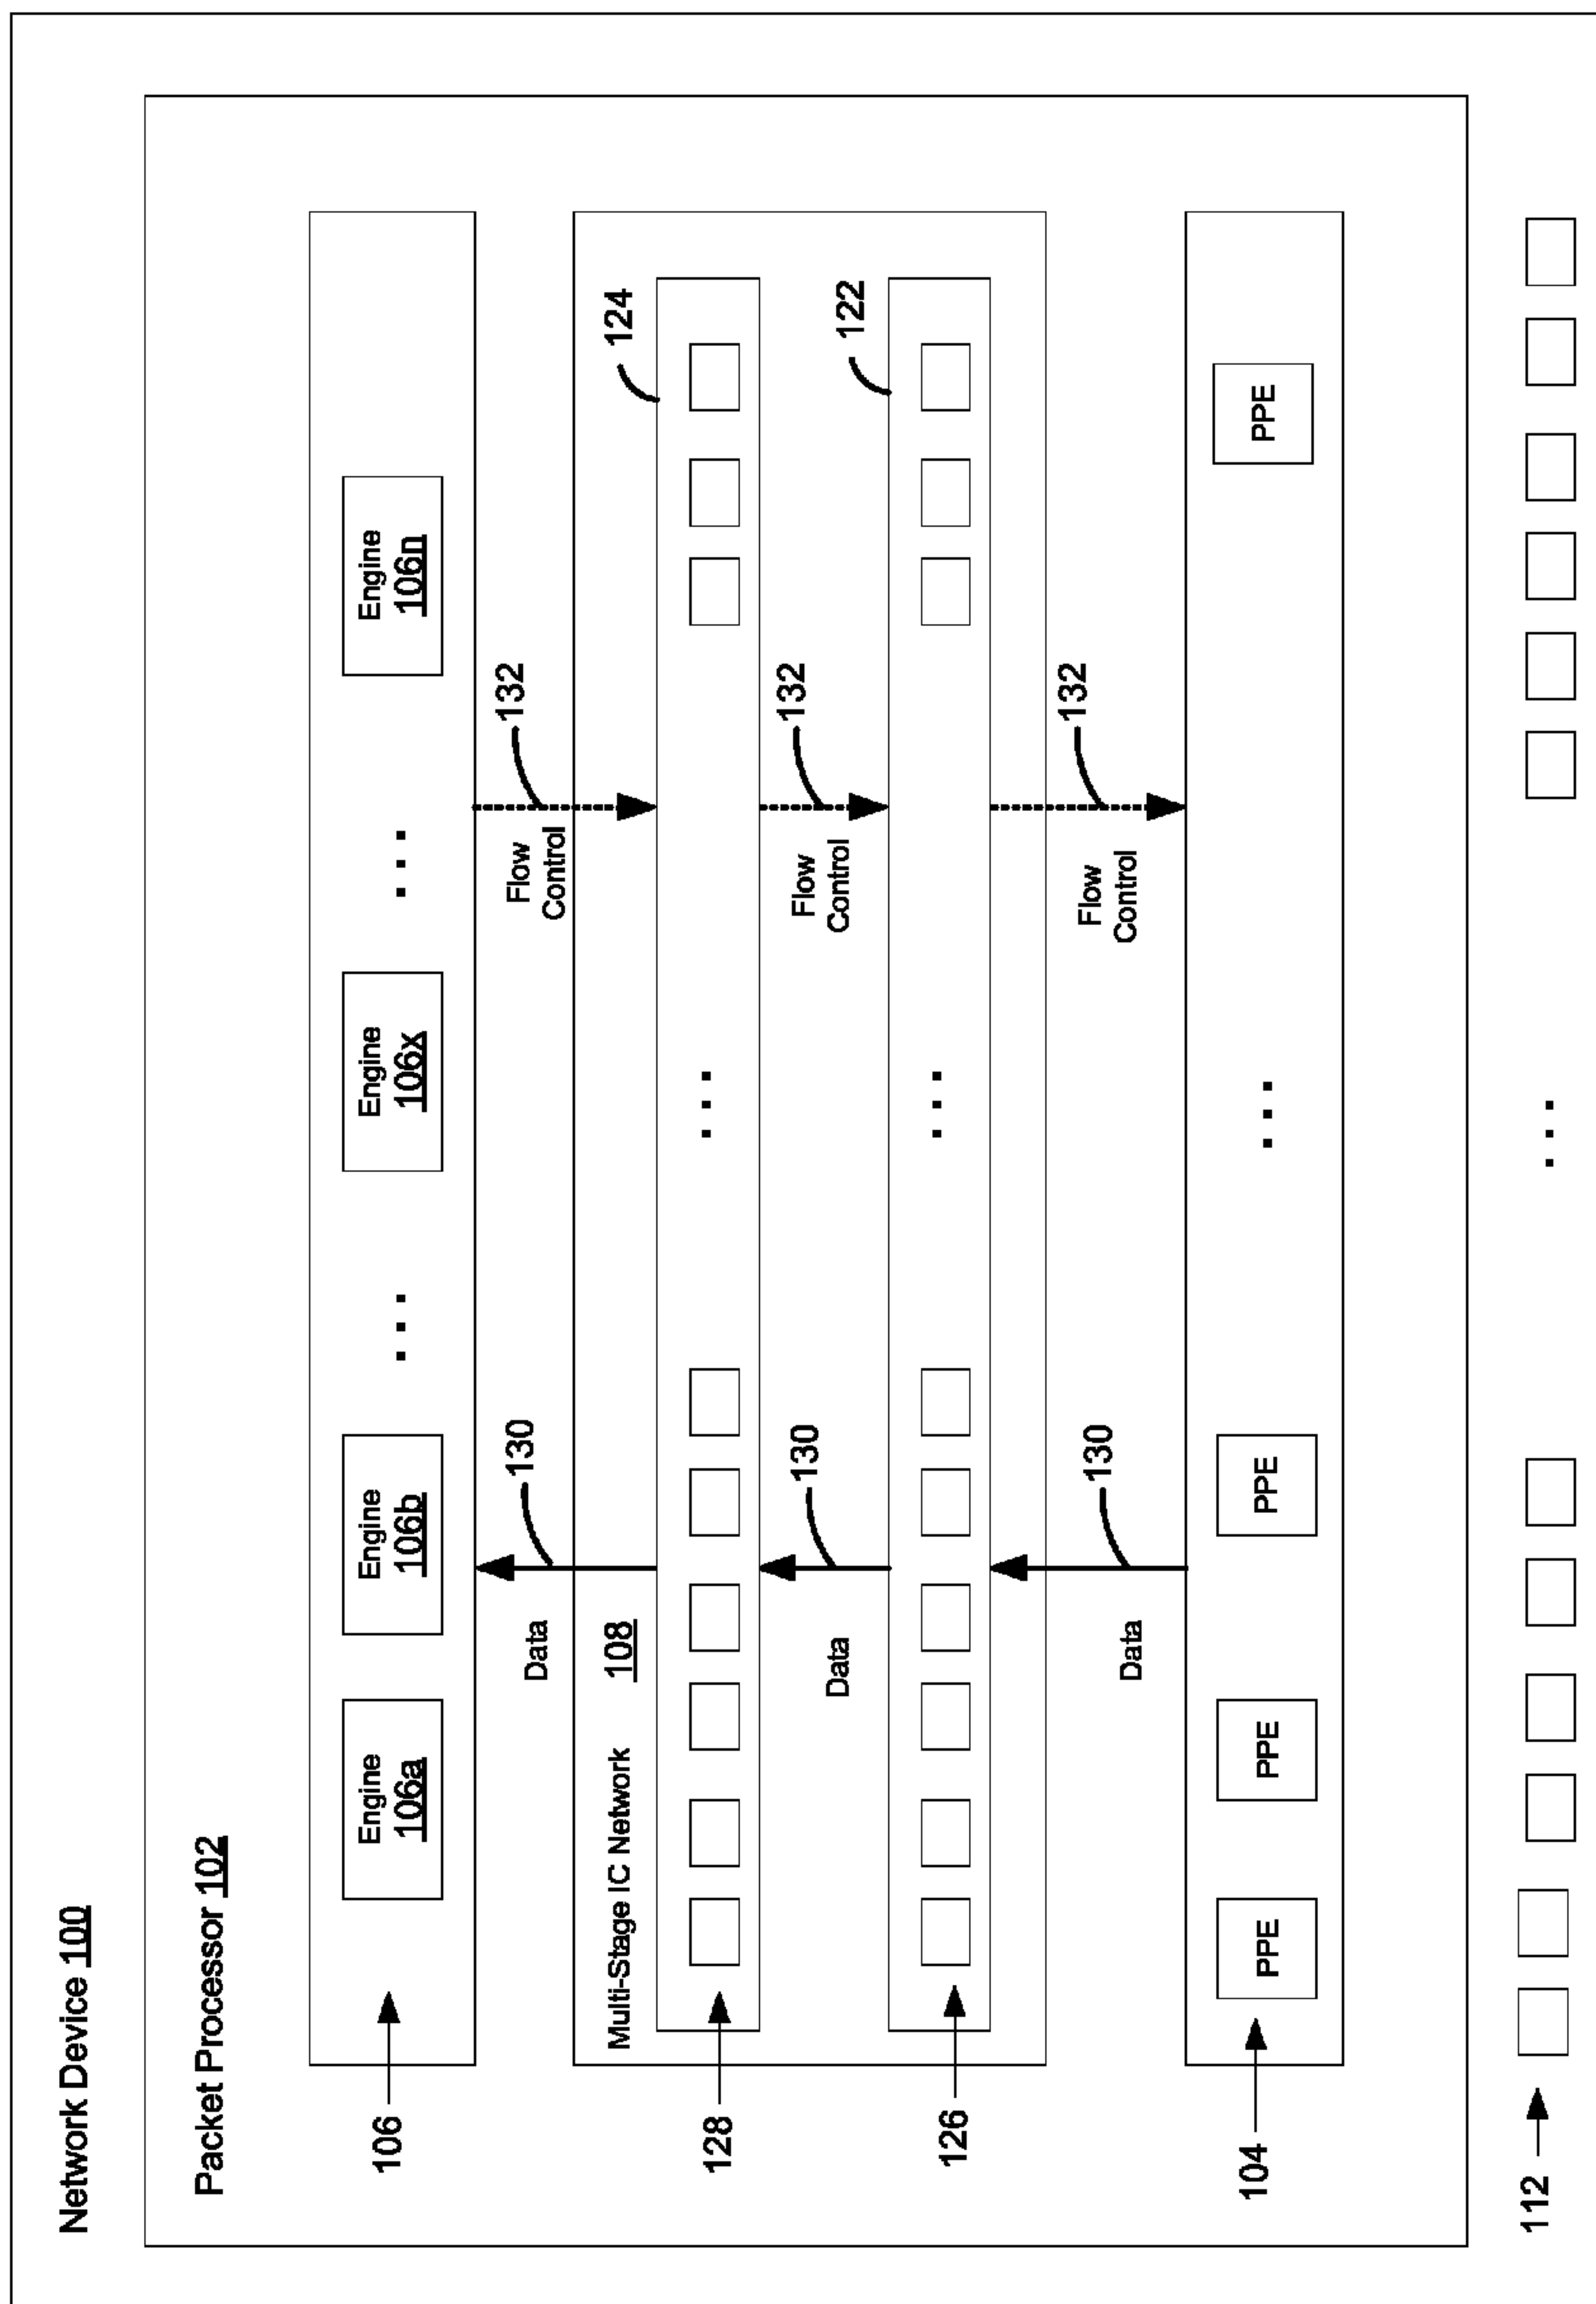 Network Device 100
Packet Processor 102
106
Engine
106a
Engine
106b
...
Engine
106x
...
Engine
106n
Data
130
Flow
Control
132
Multi-Stage IC Network 108
124
128
...
Data
130
Flow
Control
132
122
126
...
Data
130
Flow
Control
132
104
PPE
PPE
PPE
...
PPE
112
...